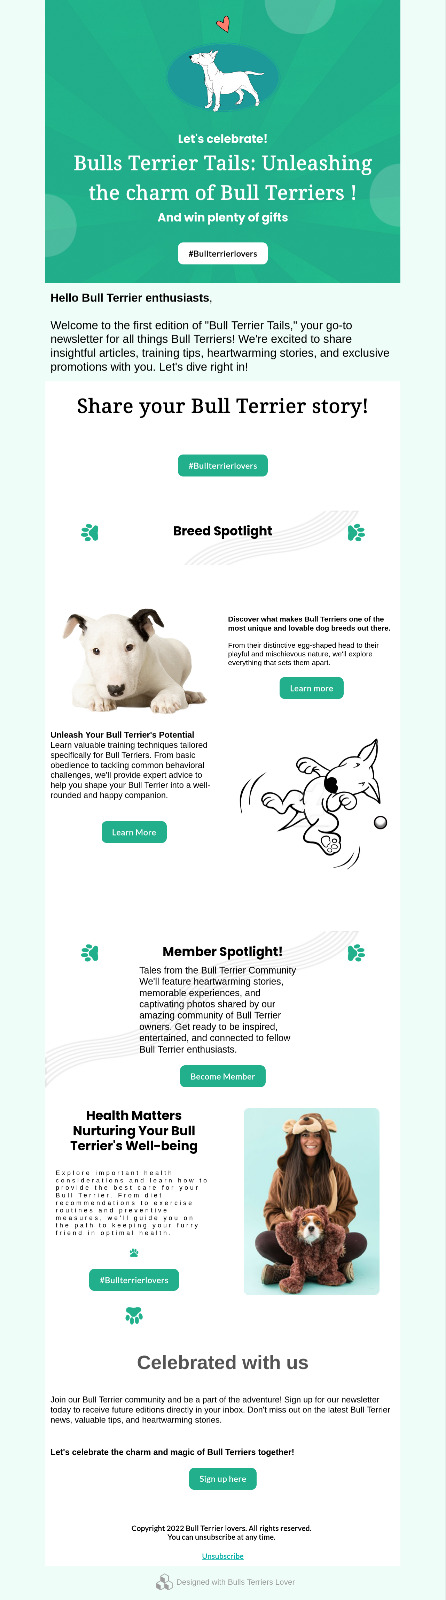 Let's celebrate!
Bulls Terrier Tails: Unleashing
the charm of Bull Terriers !
And win plenty of gifts
#Bullterrierlovers
Hello Bull Terrier enthusiasts,
Welcome to the first edition of "Bull Terrier Tails," your go-to
newsletter for all things Bull Terriers! We're excited to share
insightful articles, training tips, heartwarming stories, and exclusive
promotions with you. Let's dive right in!
Share your Bull Terrier story!
#Bullterrierlovers
Breed Spotlight
Discover what makes Bull Terriers one of the
most unique and lovable dog breeds out there.
From their distinctive egg-shaped head to their
playful and mischievous nature, we'll explore
everything that sets them apart.
Learn more
Unleash Your Bull Terrier's Potential
Learn valuable training techniques tailored
specifically for Bull Terriers. From basic
obedience to tackling common behavioral
challenges, we'll provide expert advice to
help you shape your Bull Terrier into a well-
rounded and happy companion.
Learn More
Member Spotlight!
Tales from the Bull Terrier Community
We'll feature heartwarming stories,
memorable experiences, and
captivating photos shared by our
amazing community of Bull Terrier
owners. Get ready to be inspired,
entertained, and connected to fellow
Bull Terrier enthusiasts.
Become Member
Health Matters
Nurturing Your Bull
Terrier's Well-being
Explore important health
considerations and learn how to
provide the best care for your
Bull Terrier. From diet
recommendations to exercise
routines and preventive
measures, we'll guide you on
the path to keeping your furry
friend in optimal health.
#Bullterrierlovers
Celebrated with us
Join our Bull Terrier community and be a part of the adventure! Sign up for our newsletter
today to receive future editions directly in your inbox. Don't miss out on the latest Bull Terrier
news, valuable tips, and heartwarming stories.
Let's celebrate the charm and magic of Bull Terriers together!
Sign up here
Copyright 2022 Bull Terrier lovers. All rights reserved.
You can unsubscribe at any time.
Unsubscribe
Designed with Bulls Terriers Lover